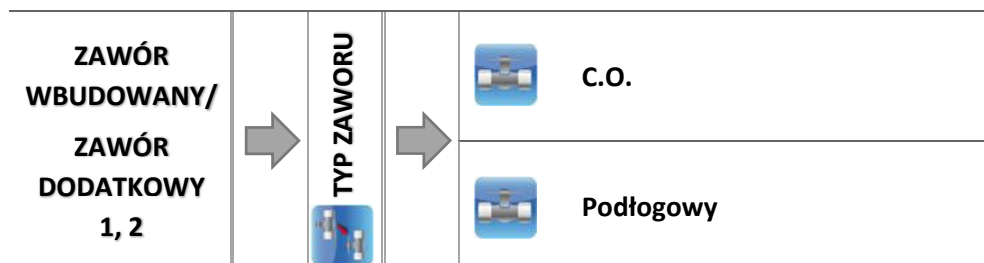 ZAWÓR
WBUDOWANY/
ZAWÓR
DODATKOWY
1, 2
TYP ZAWORU
C.O.
Podłogowy